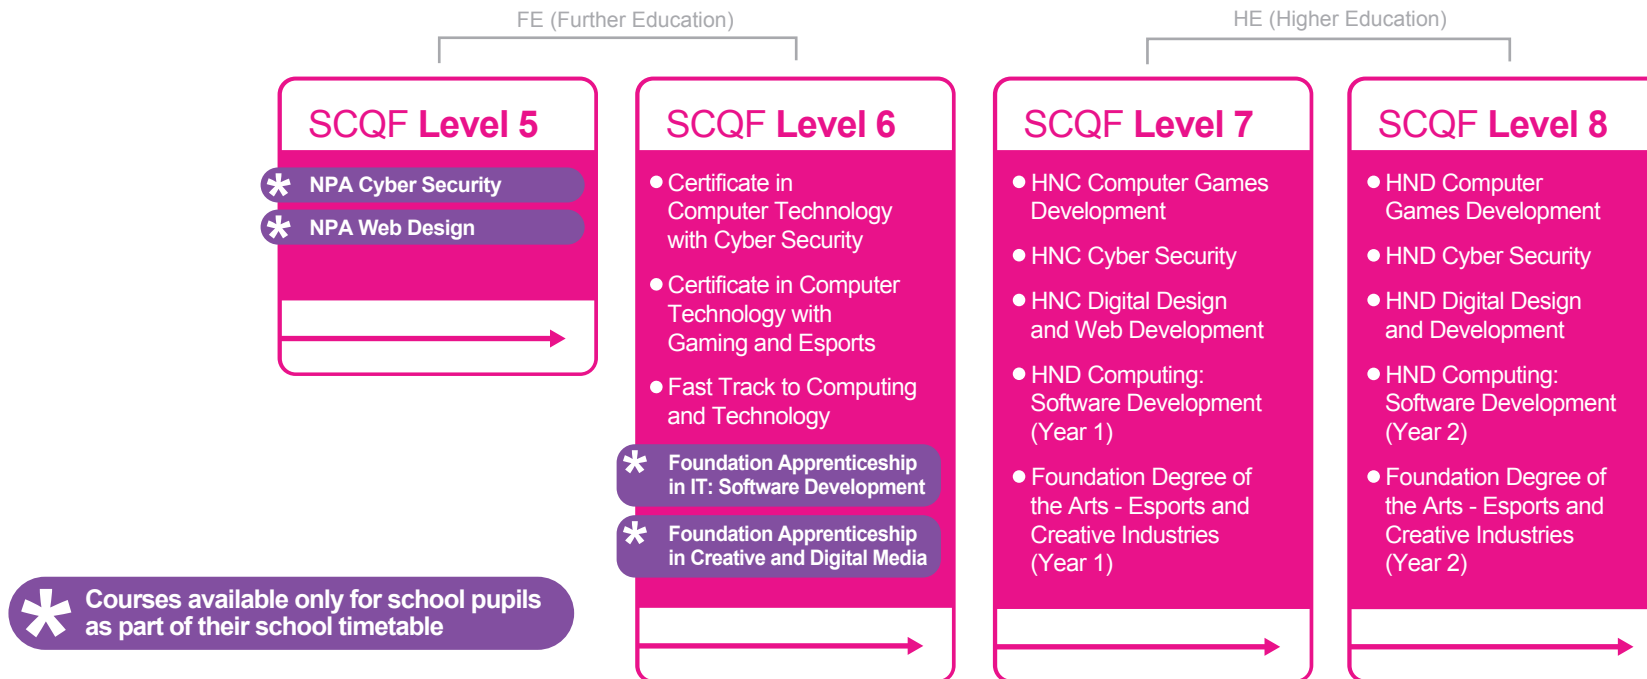 FE (Further Education)
HE (Higher Education)
SCQF Level 5
NPA Cyber Security
NPA Web Design
SCQF Level 6
Certificate in
Computer Technology
with Cyber Security
Certificate in Computer
Technology with
Gaming and Esports
Fast Track to Computing
and Technology
Foundation Apprenticeship
in IT: Software Development
Foundation Apprenticeship
in Creative and Digital Media
SCQF Level 7
HNC Computer Games
Development
HNC Cyber Security
HNC Digital Design
and Web Development
HND Computing:
Software Development
(Year 1)
Foundation Degree of
the Arts - Esports and
Creative Industries
(Year 1)
SCQF Level 8
HND Computer
Games Development
HND Cyber Security
HND Digital Design
and Development
HND Computing:
Software Development
(Year 2)
Foundation Degree of
the Arts - Esports and
Creative Industries
(Year 2)
* Courses available only for school pupils
as part of their school timetable